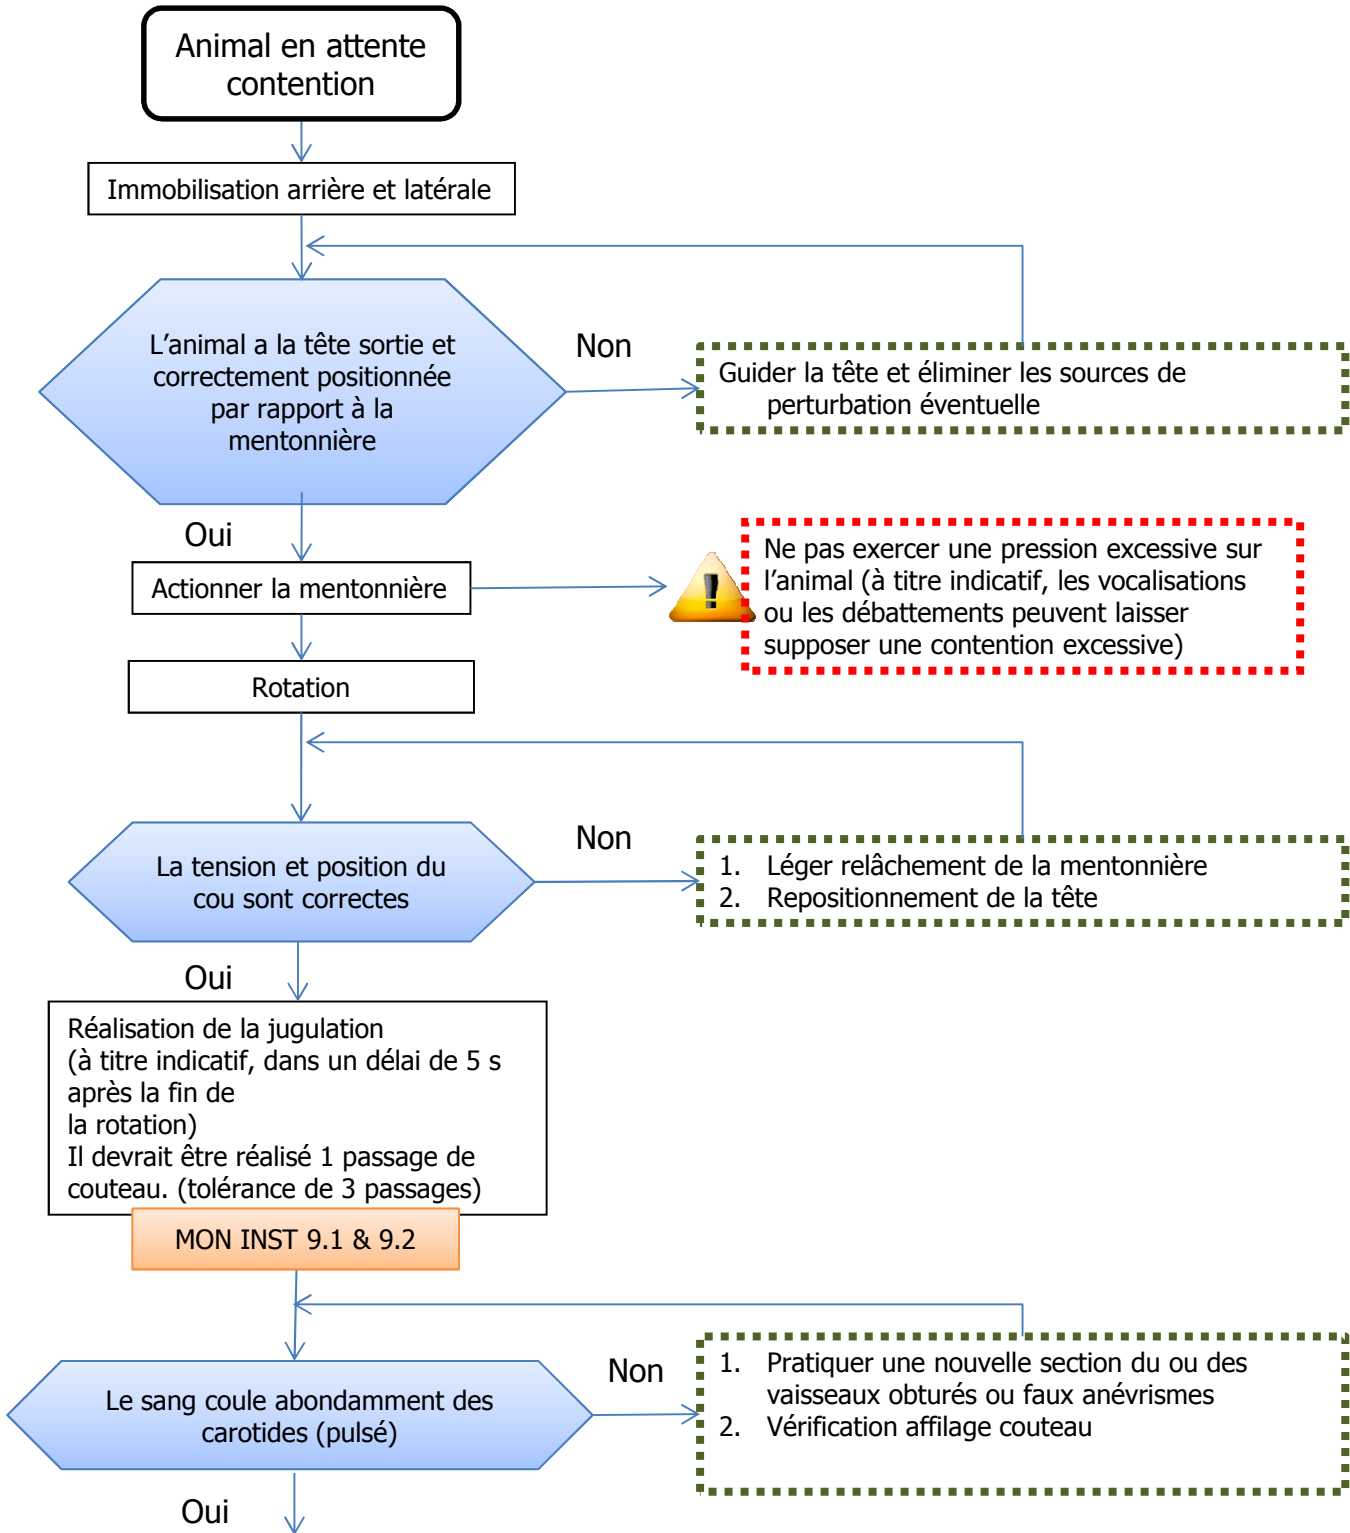 Animal en attente
contention
Immobilisation arrière et latérale
L’animal a la tête sortie et
correctement positionnée
par rapport à la
mentonnière
Non
Guider la tête et éliminer les sources de
perturbation éventuelle
Oui
Actionner la mentonnière
!
Ne pas exercer une pression excessive sur
l’animal (à titre indicatif, les vocalisations
ou les débattements peuvent laisser
supposer une contention excessive)
Rotation
La tension et position du
cou sont correctes
Non
1. Léger relâchement de la mentonnière
2. Repositionnement de la tête
Oui
Réalisation de la jugulation
(à titre indicatif, dans un délai de 5 s
après la fin de
la rotation)
Il devrait être réalisé 1 passage de
couteau. (tolérance de 3 passages)
MON INST 9.1 & 9.2
Le sang coule abondamment des
carotides (pulsé)
Non
1. Pratiquer une nouvelle section du ou des
vaisseaux obturés ou faux anévrismes
2. Vérification affilage couteau
Oui